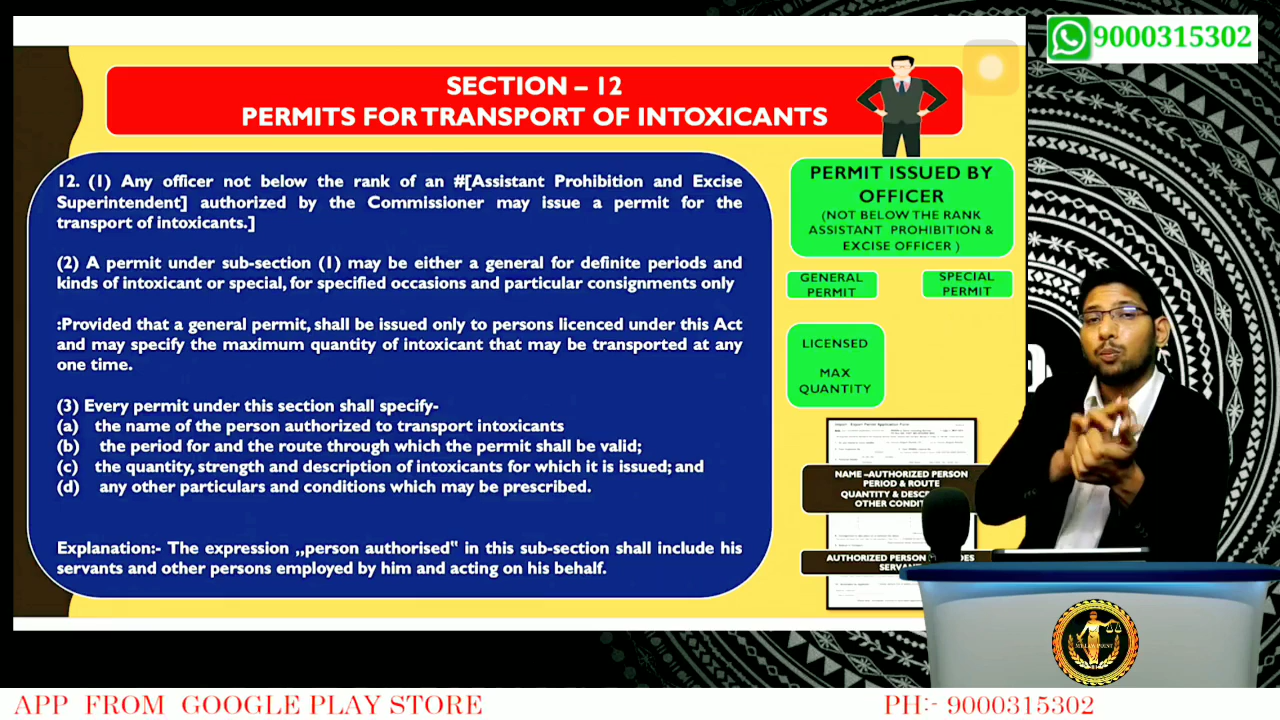 9000315302
SECTION – 12
PERMITS FOR TRANSPORT OF INTOXICANTS
12. (1) Any officer not below the rank of an #[Assistant Prohibition and Excise
Superintendent] authorized by the Commissioner may issue a permit for the
transport of intoxicants.]
(2) A permit under sub-section (1) may be either a general for definite periods and
kinds of intoxicant or special, for specified occasions and particular consignments only
:Provided that a general permit, shall be issued only to persons licenced under this Act
and may specify the maximum quantity of intoxicant that may be transported at any
one time.
(3) Every permit under this section shall specify-
(a) the name of the person authorized to transport intoxicants
(b) the period and route through which the permit shall be valid;
(c) the quantity, strength and description of intoxicants for which it is issued; and
(d) any other particulars and conditions which may be prescribed.
Explanation:- The expression „person authorised‟ in this sub-section shall include his
servants and other persons employed by him and acting on his behalf.
PERMIT ISSUED BY
OFFICER
(NOT BELOW THE RANK
ASSISTANT PROHIBITION &
EXCISE OFFICER )
GENERAL
PERMIT
SPECIAL
PERMIT
LICENSED
MAX
QUANTITY
NAME –AUTHORIZED PERSON
PERIOD & ROUTE
QUANTITY &
OTHER
AUTHORIZED PERSON
MY LAW POINT
APP FROM GOOGLE PLAY STORE
PH:- 9000315302